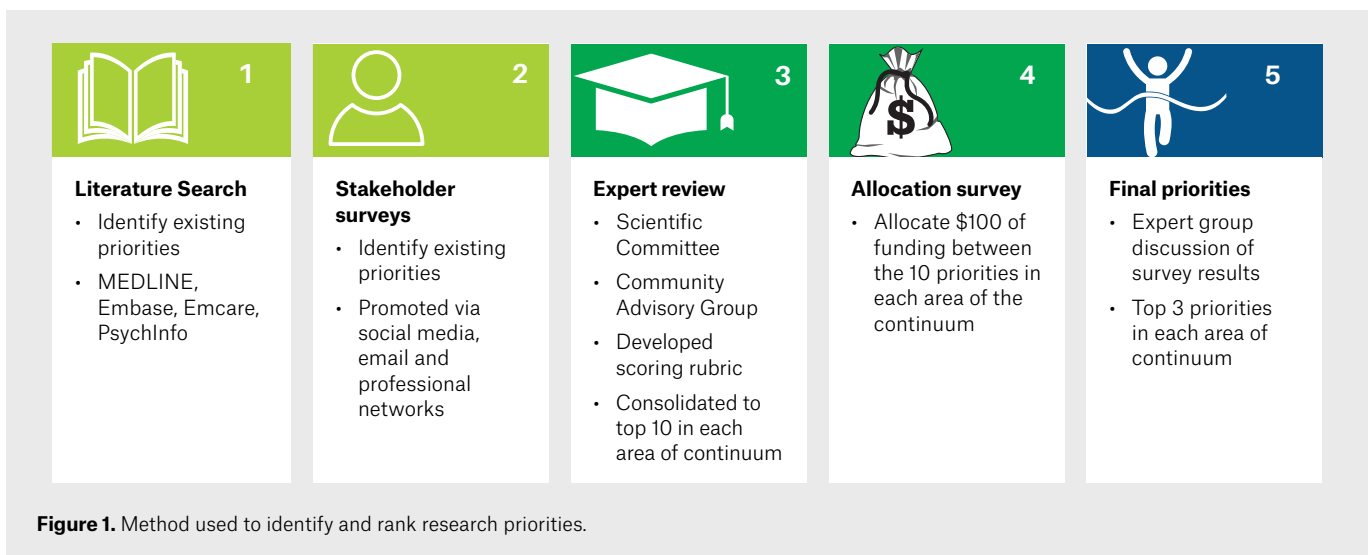 1
Literature Search
• Identify existing
priorities
• MEDLINE,
Embase, Emcare,
PsychInfo
2
Stakeholder
surveys
• Identify existing
priorities
• Promoted via
social media,
email and
professional
networks
3
Expert review
• Scientific
Committee
• Community
Advisory Group
• Developed
scoring rubric
• Consolidated to
top 10 in each
area of continuum
$
4
Allocation survey
• Allocate $100 of
funding between
the 10 priorities in
each area of the
continuum
5
Final priorities
• Expert group
discussion of
survey results
• Top 3 priorities
in each area of
continuum
Figure 1. Method used to identify and rank research priorities.